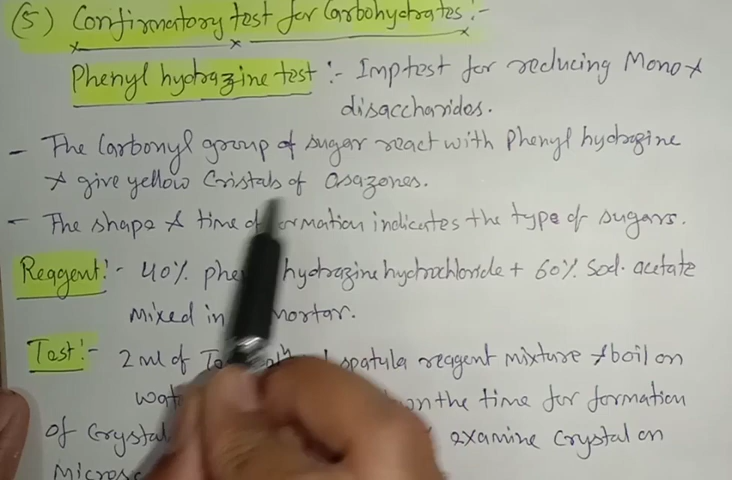 (5) Confirmatory test for Carbohydrates :-
Phenyl hydrazine test :- Imp test for reducing Mono &
disaccharides.
- The Carbonyl group of sugar react with Phenyl hydrazine
& give yellow Cristals of Osazones.
- The shape & time of formation indicates the type of sugars.
Reagent :- 40% phenyl hydrazine hydrochloride + 60% Sod. acetate
mixed in mortar.
Test :- 2 ml of spatula reagent mixture & boil on
on the time for formation
of Crystal examine Crystal on